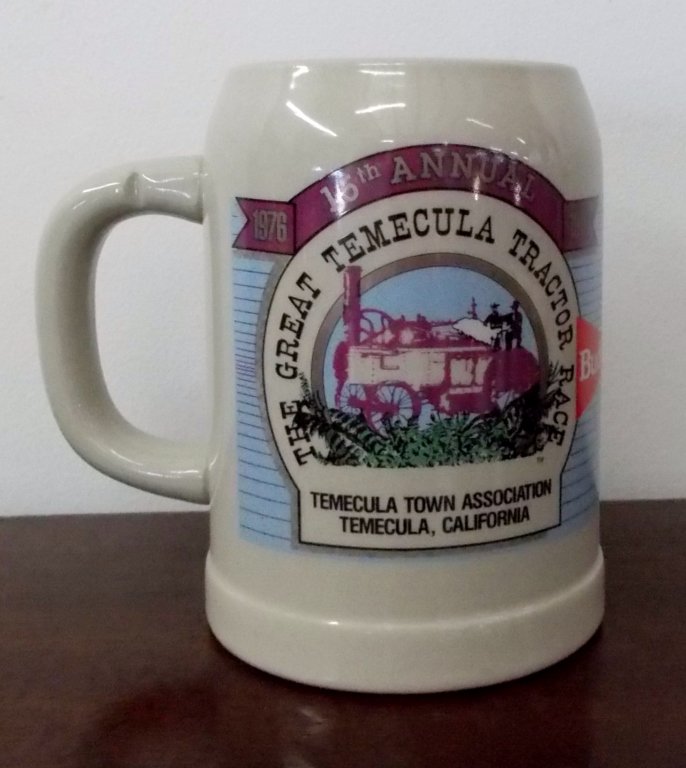 16th ANNUAL
1976
THE GREAT TEMECULA TRACTOR RACE
TEMECULA TOWN ASSOCIATION
TEMECULA, CALIFORNIA